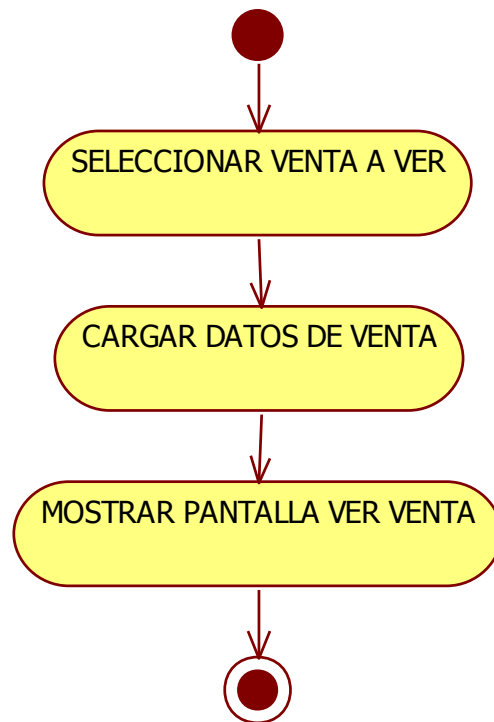 SELECCIONAR VENTA A VER
CARGAR DATOS DE VENTA
MOSTRAR PANTALLA VER VENTA